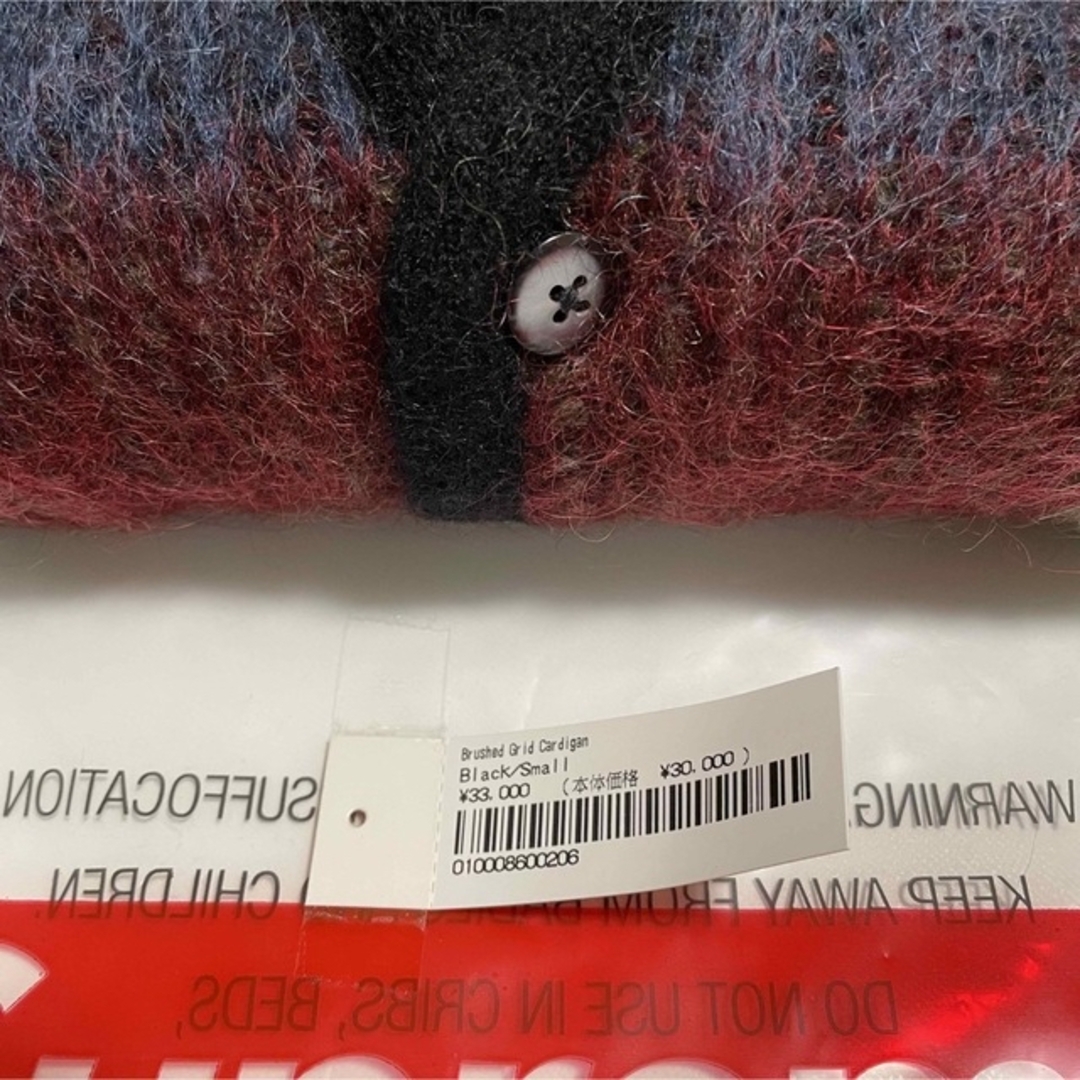 Brushed Grid Cardigan
Black/Small
¥33,000 (本体価格 ¥30,000 )
010008600206
WARNING. SUFFOCATION
KEEP AWAY FROM BABIES CHILDREN.
DO NOT USE IN CRIBS, BEDS,